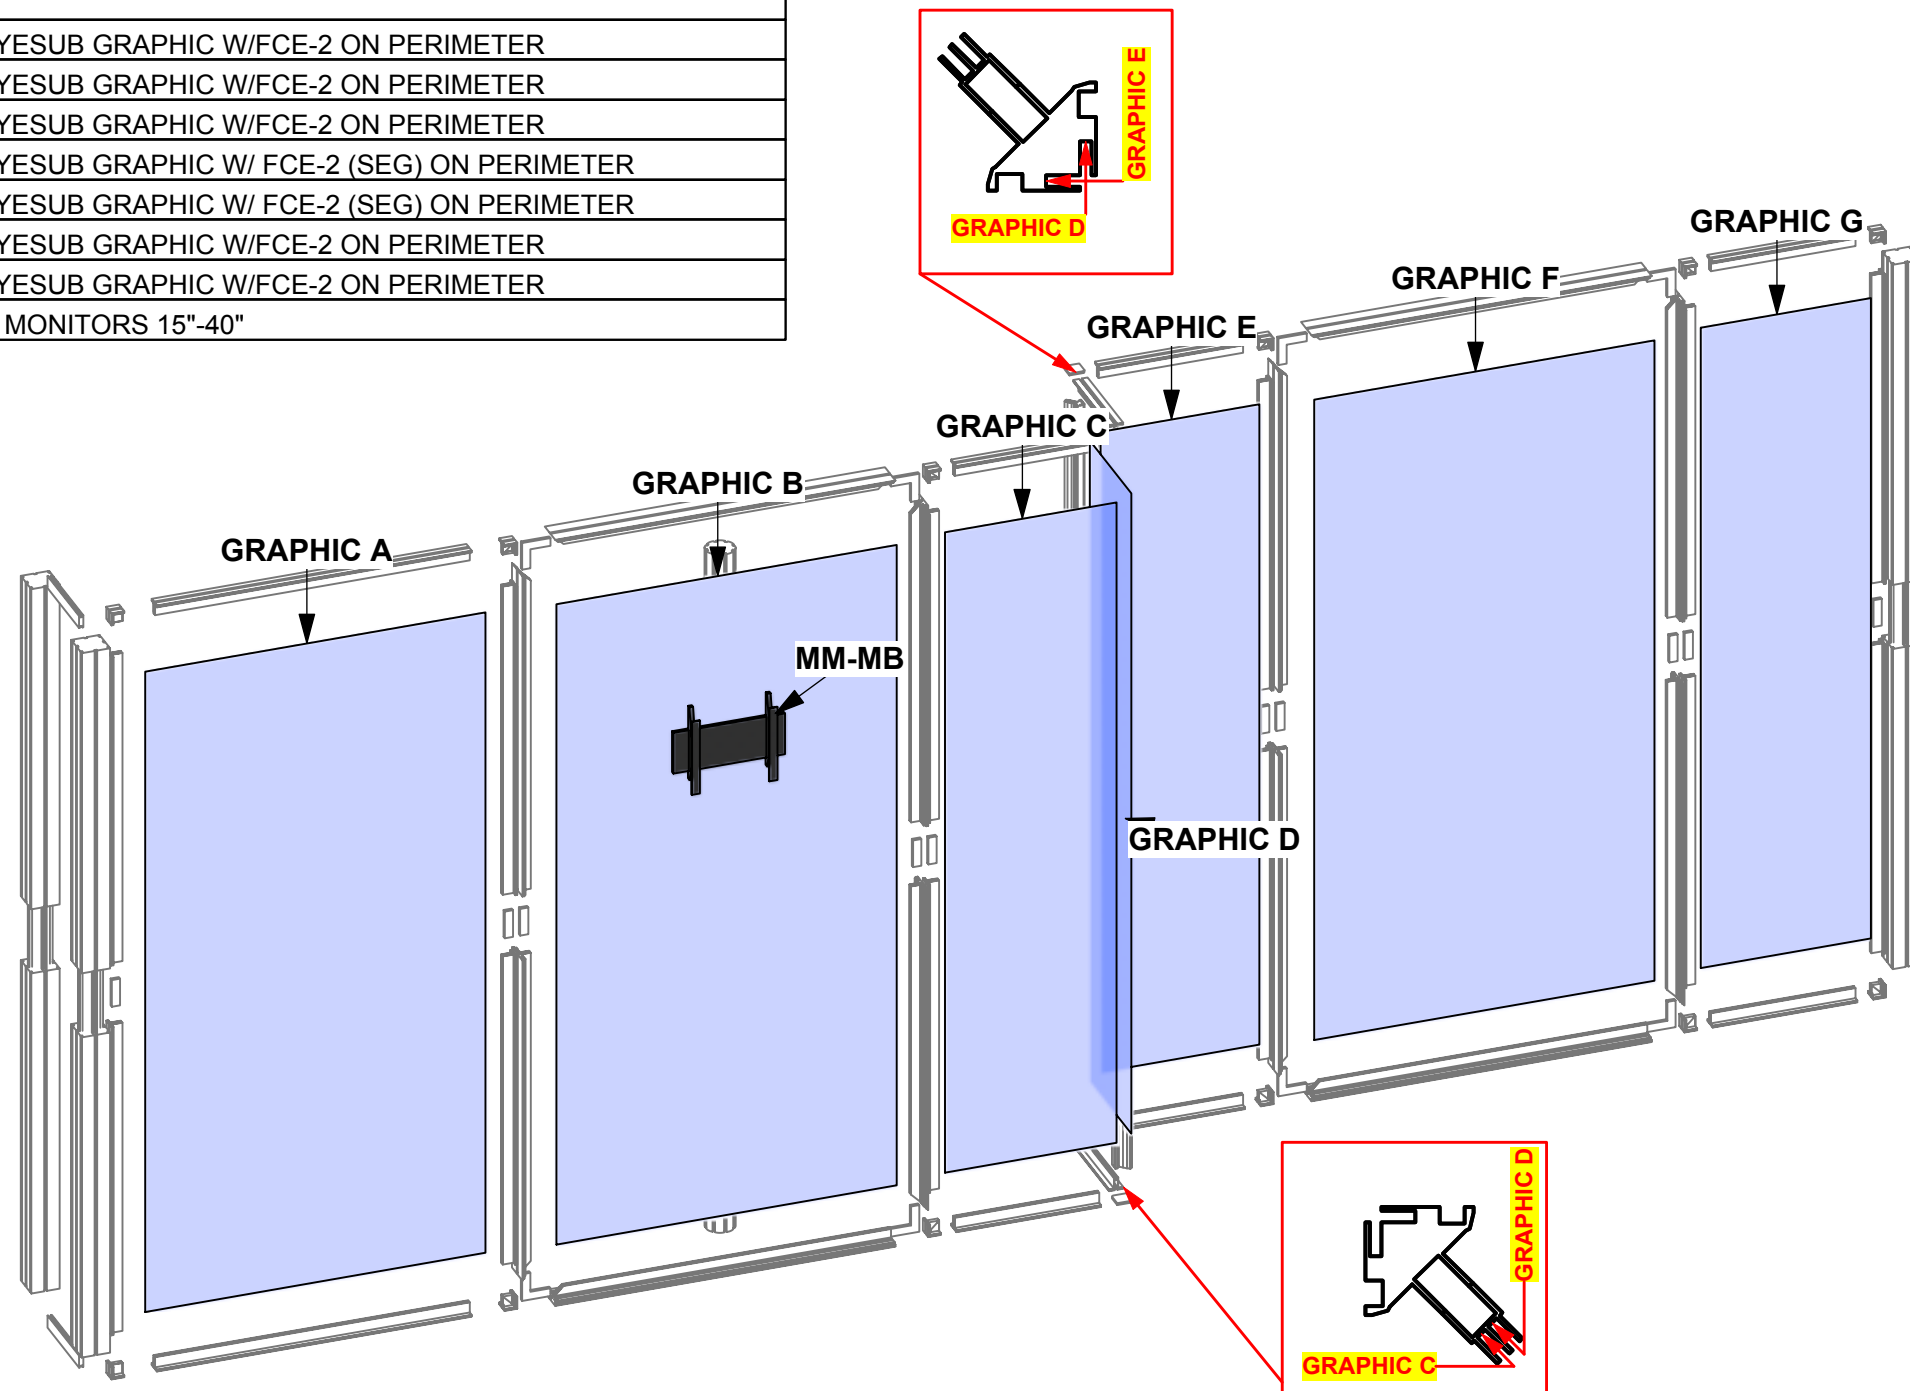 YESUB GRAPHIC W/FCE-2 ON PERIMETER
YESUB GRAPHIC W/FCE-2 ON PERIMETER
YESUB GRAPHIC W/FCE-2 ON PERIMETER
YESUB GRAPHIC W/ FCE-2 (SEG) ON PERIMETER
YESUB GRAPHIC W/ FCE-2 (SEG) ON PERIMETER
YESUB GRAPHIC W/FCE-2 ON PERIMETER
YESUB GRAPHIC W/FCE-2 ON PERIMETER
MONITORS 15"-40"
GRAPHIC E
GRAPHIC D
GRAPHIC G
GRAPHIC F
GRAPHIC E
GRAPHIC C
GRAPHIC B
GRAPHIC A
MM-MB
GRAPHIC D
GRAPHIC D
GRAPHIC C